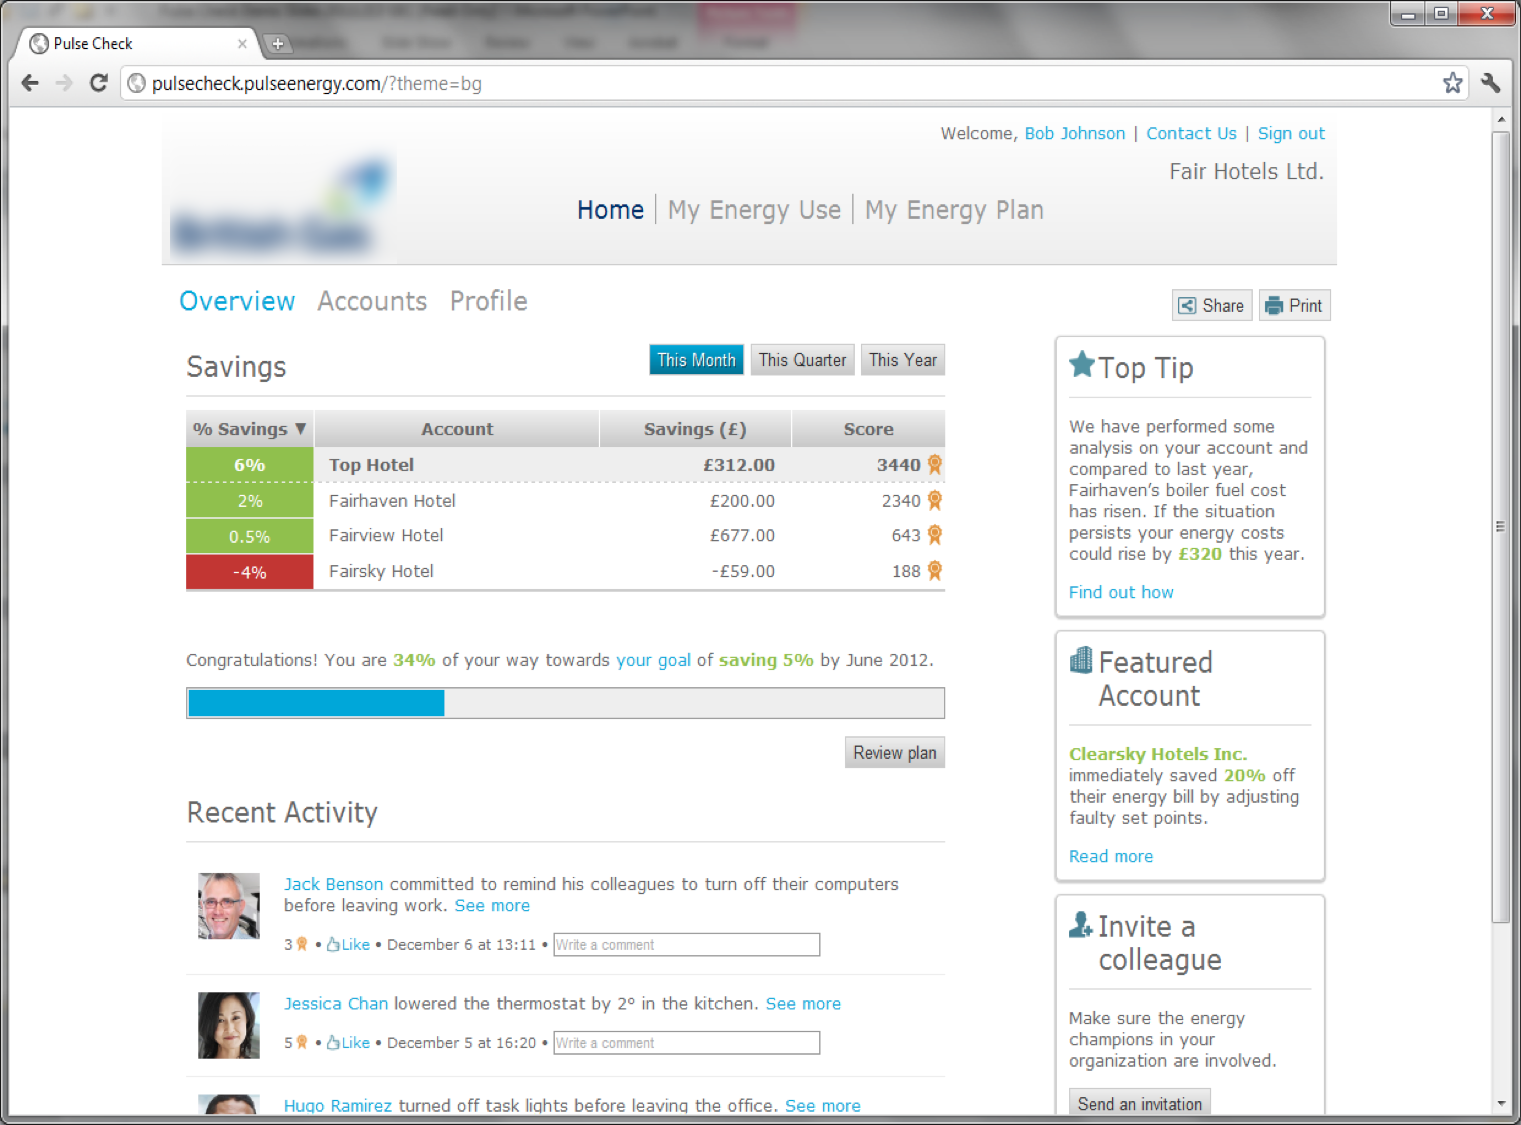 Pulse Check
pulsecheck.pulseenergy.com/?theme=bg
Welcome, Bob Johnson | Contact Us | Sign out
Fair Hotels Ltd.
Home | My Energy Use | My Energy Plan
Overview Accounts Profile
Share Print
Savings
This Month This Quarter This Year
% Savings ▼ Account Savings (£) Score
6% Top Hotel £312.00 3440
2% Fairhaven Hotel £200.00 2340
0.5% Fairview Hotel £677.00 643
-4% Fairsky Hotel -£59.00 188
Congratulations! You are 34% of your way towards your goal of saving 5% by June 2012.
Review plan
Recent Activity
Jack Benson committed to remind his colleagues to turn off their computers
before leaving work. See more
3 • Like • December 6 at 13:11 • Write a comment
Jessica Chan lowered the thermostat by 2º in the kitchen. See more
5 • Like • December 5 at 16:20 • Write a comment
Hugo Ramirez turned off task lights before leaving the office. See more
Top Tip
We have performed some
analysis on your account and
compared to last year,
Fairhaven’s boiler fuel cost
has risen. If the situation
persists your energy costs
could rise by £320 this year.
Find out how
Featured
Account
Clearsky Hotels Inc.
immediately saved 20% off
their energy bill by adjusting
faulty set points.
Read more
Invite a
colleague
Make sure the energy
champions in your
organization are involved.
Send an invitation